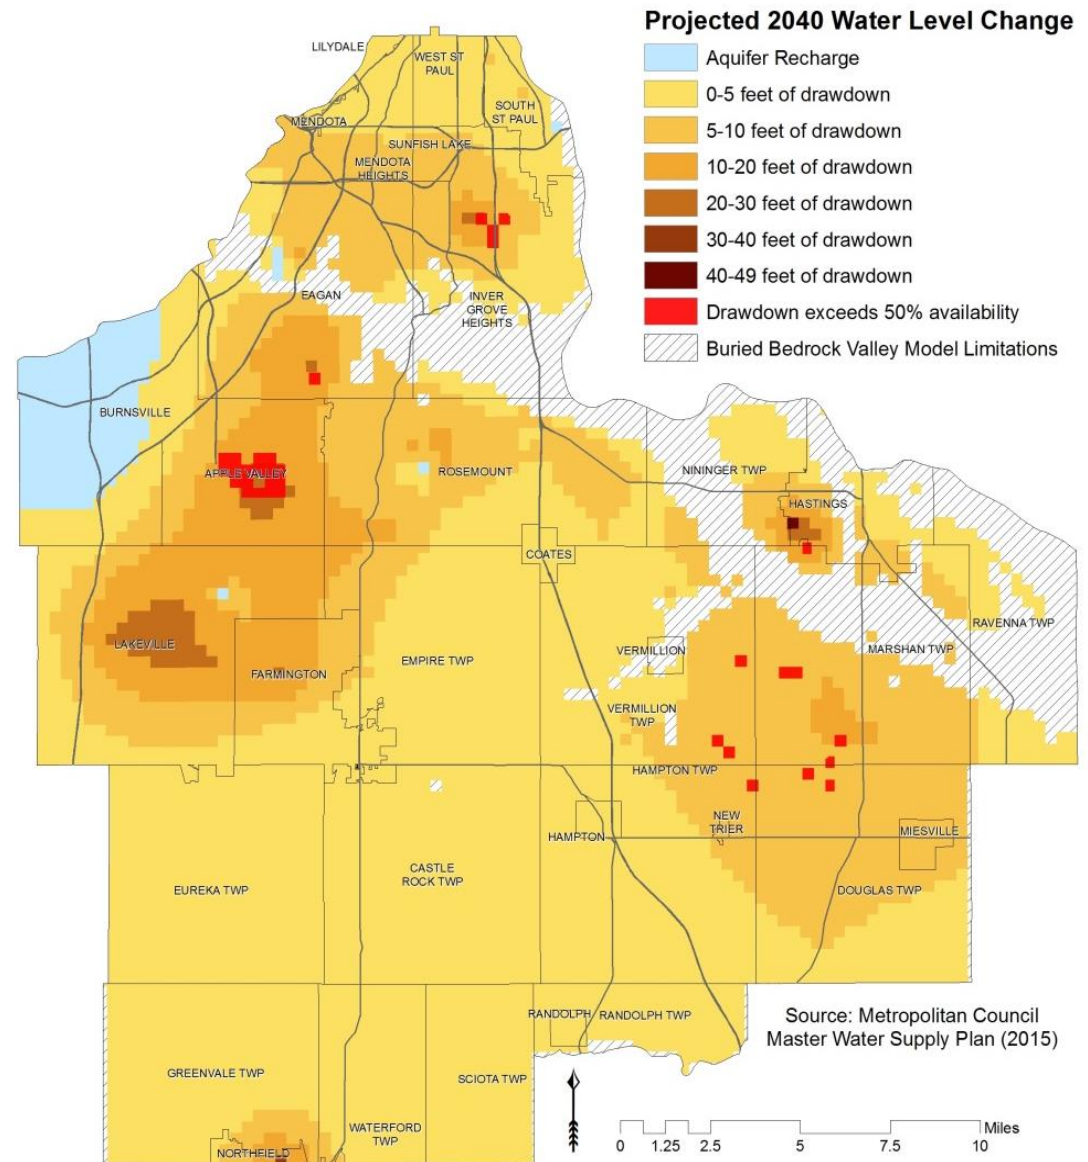 Projected 2040 Water Level Change
Aquifer Recharge
0-5 feet of drawdown
5-10 feet of drawdown
10-20 feet of drawdown
20-30 feet of drawdown
30-40 feet of drawdown
40-49 feet of drawdown
Drawdown exceeds 50% availability
Buried Bedrock Valley Model Limitations
LILYDALE
WEST ST
PAUL
SOUTH
ST PAUL
MENDOTA
SUNFISH LAKE
MENDOTA
HEIGHTS
EAGAN
INVER
GROVE
HEIGHTS
BURNSVILLE
APPLE VALLEY
ROSEMOUNT
NININGER TWP
HASTINGS
COATES
RAVENNA TWP
LAKEVILLE
FARMINGTON
EMPIRE TWP
VERMILLION
MARSHAN TWP
VERMILLION
TWP
HAMPTON TWP
NEW
TRIER
MIESVILLE
HAMPTON
CASTLE
ROCK TWP
EUREKA TWP
DOUGLAS TWP
RANDOLPH
RANDOLPH TWP
Source: Metropolitan Council
Master Water Supply Plan (2015)
GREENVALE TWP
SCIOTA TWP
WATERFORD
TWP
NORTHFIELD
Miles
0 1.25 2.5 5 7.5 10